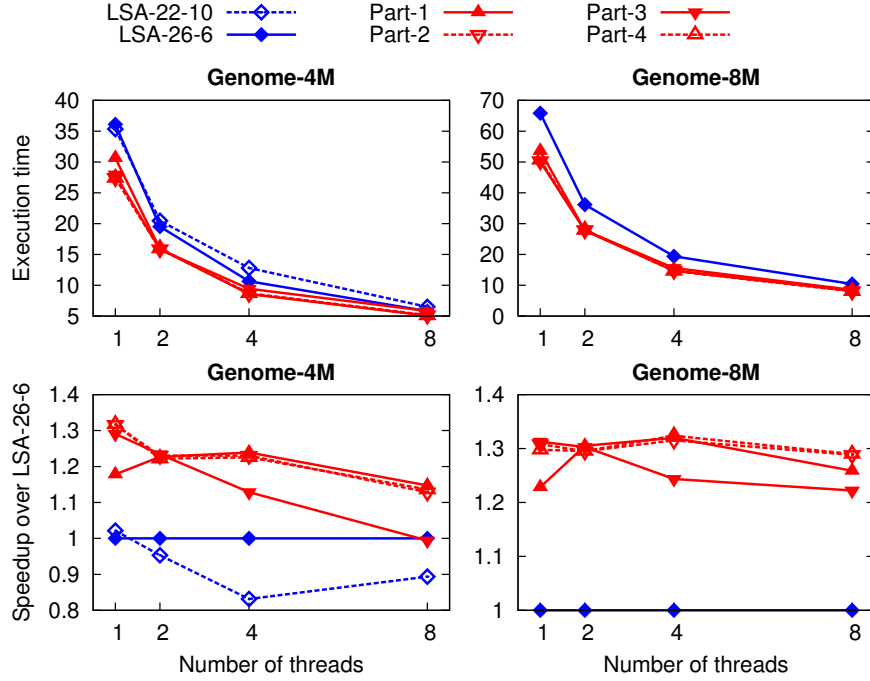 LSA-22-10 Part-1 Part-3
LSA-26-6 Part-2 Part-4
Genome-4M Genome-8M
Execution time
40
35
30
25
20
15
10
5
1 2 4 8
70
60
50
40
30
20
10
0
1 2 4 8
Genome-4M Genome-8M
Speedup over LSA-26-6
1.4
1.3
1.2
1.1
1
0.9
0.8
1 2 4 8
Number of threads
1.4
1.3
1.2
1.1
1
1 2 4 8
Number of threads